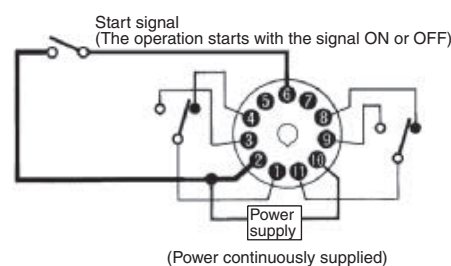 Start signal
(The operation starts with the signal ON or OFF)
6
5
7
4
8
3
9
2
10
1
11
Power
supply
(Power continuously supplied)